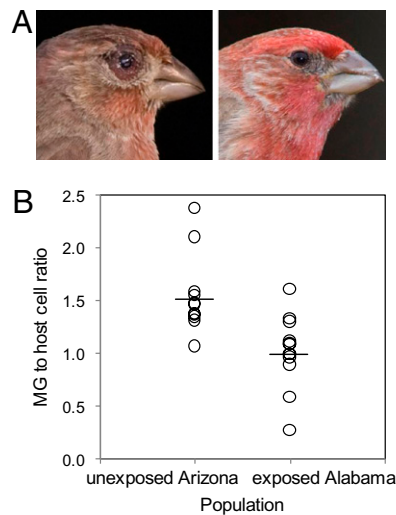 A
B
2.5
2.0
1.5
1.0
0.5
0.0
MG to host cell ratio
unexposed Arizona exposed Alabama
Population